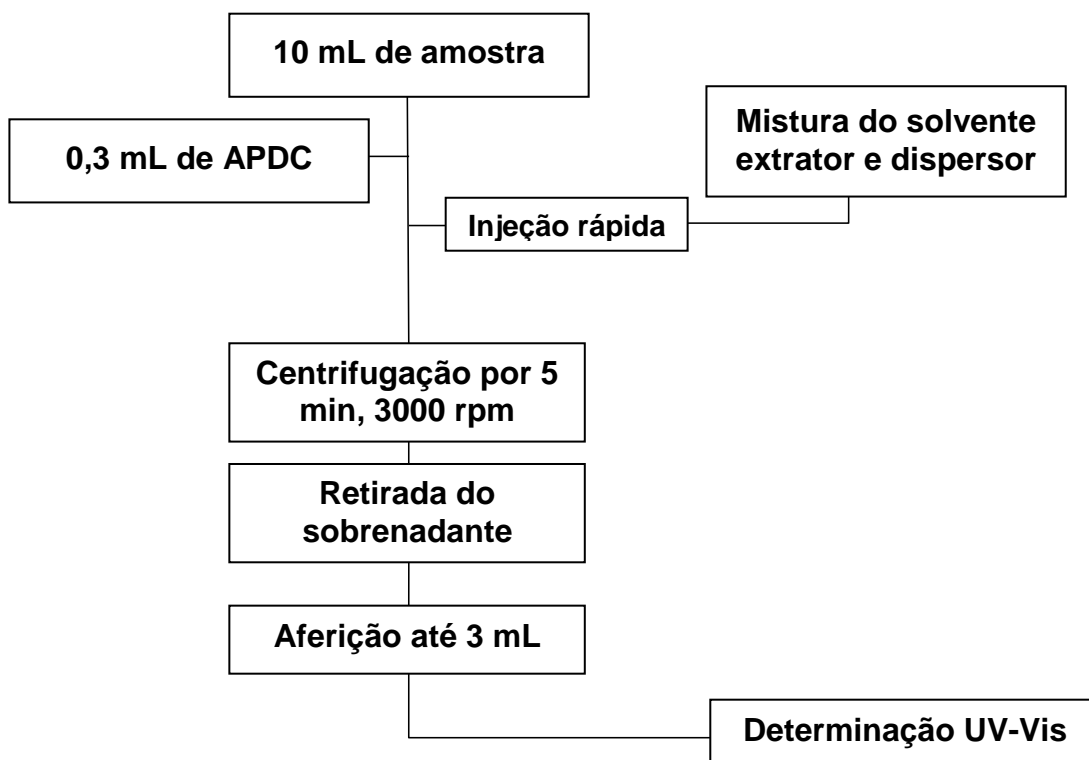 10 mL de amostra
0,3 mL de APDC
Mistura do solvente
extrator e dispersor
Injeção rápida
Centrifugação por 5
min, 3000 rpm
Retirada do
sobrenadante
Aferição até 3 mL
Determinação UV-Vis